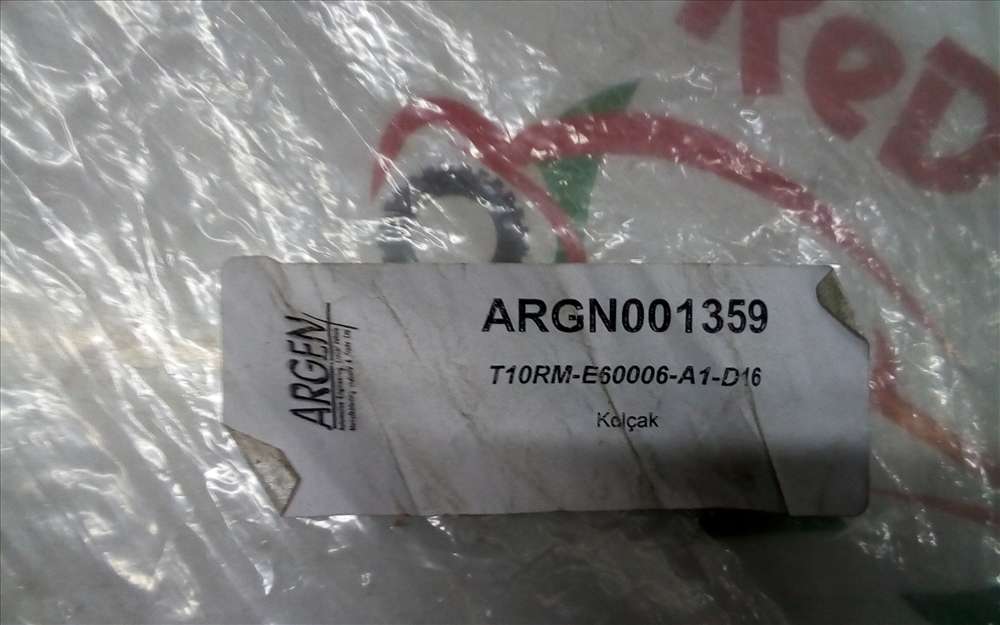 ReD
ARGEN
ARGN001359
T10RM-E60006-A1-D16
Kolçak